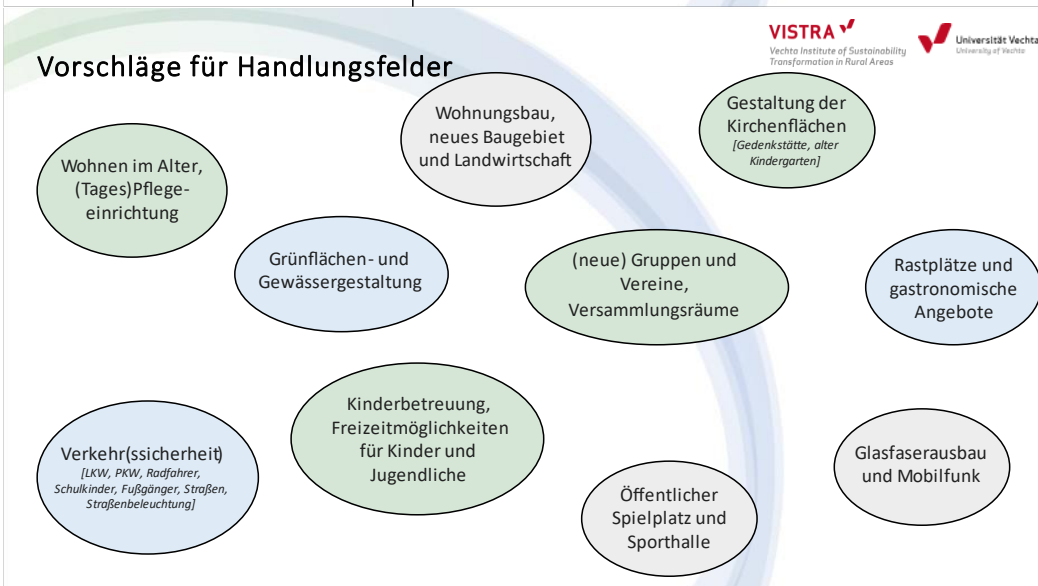 VISTRA
Vechta Institute of Sustainability
Transformation in Rural Areas
Universität Vechta
University of Vechta
Vorschläge für Handlungsfelder
Wohnungsbau,
neues Baugebiet
und Landwirtschaft
Gestaltung der
Kirchenflächen
[Gedenkstätte, alter
Kindergarten]
Wohnen im Alter,
(Tages)Pflege-
einrichtung
Grünflächen- und
Gewässergestaltung
(neue) Gruppen und
Vereine,
Versammlungsräume
Rastplätze und
gastronomische
Angebote
Kinderbetreuung,
Freizeitmöglichkeiten
für Kinder und
Jugendliche
Verkehr(ssicherheit)
[LKW, PKW, Radfahrer,
Schulkinder, Fußgänger, Straßen,
Straßenbeleuchtung]
Glasfaserausbau
und Mobilfunk
Öffentlicher
Spielplatz und
Sporthalle